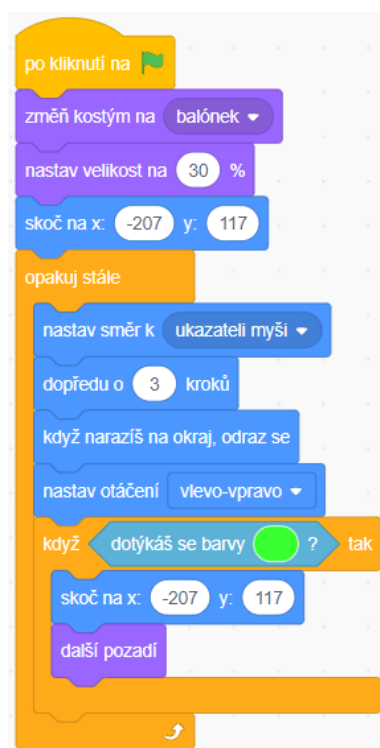 po kliknutí na
změň kostým na balónek
nastav velikost na 30 %
skoč na x: -207 y: 117
opakuj stále
nastav směr k ukazateli myši
dopředu o 3 kroků
když narazíš na okraj, odraz se
nastav otáčení vlevo-vpravo
když dotýkáš se barvy ? tak
skoč na x: -207 y: 117
další pozadí